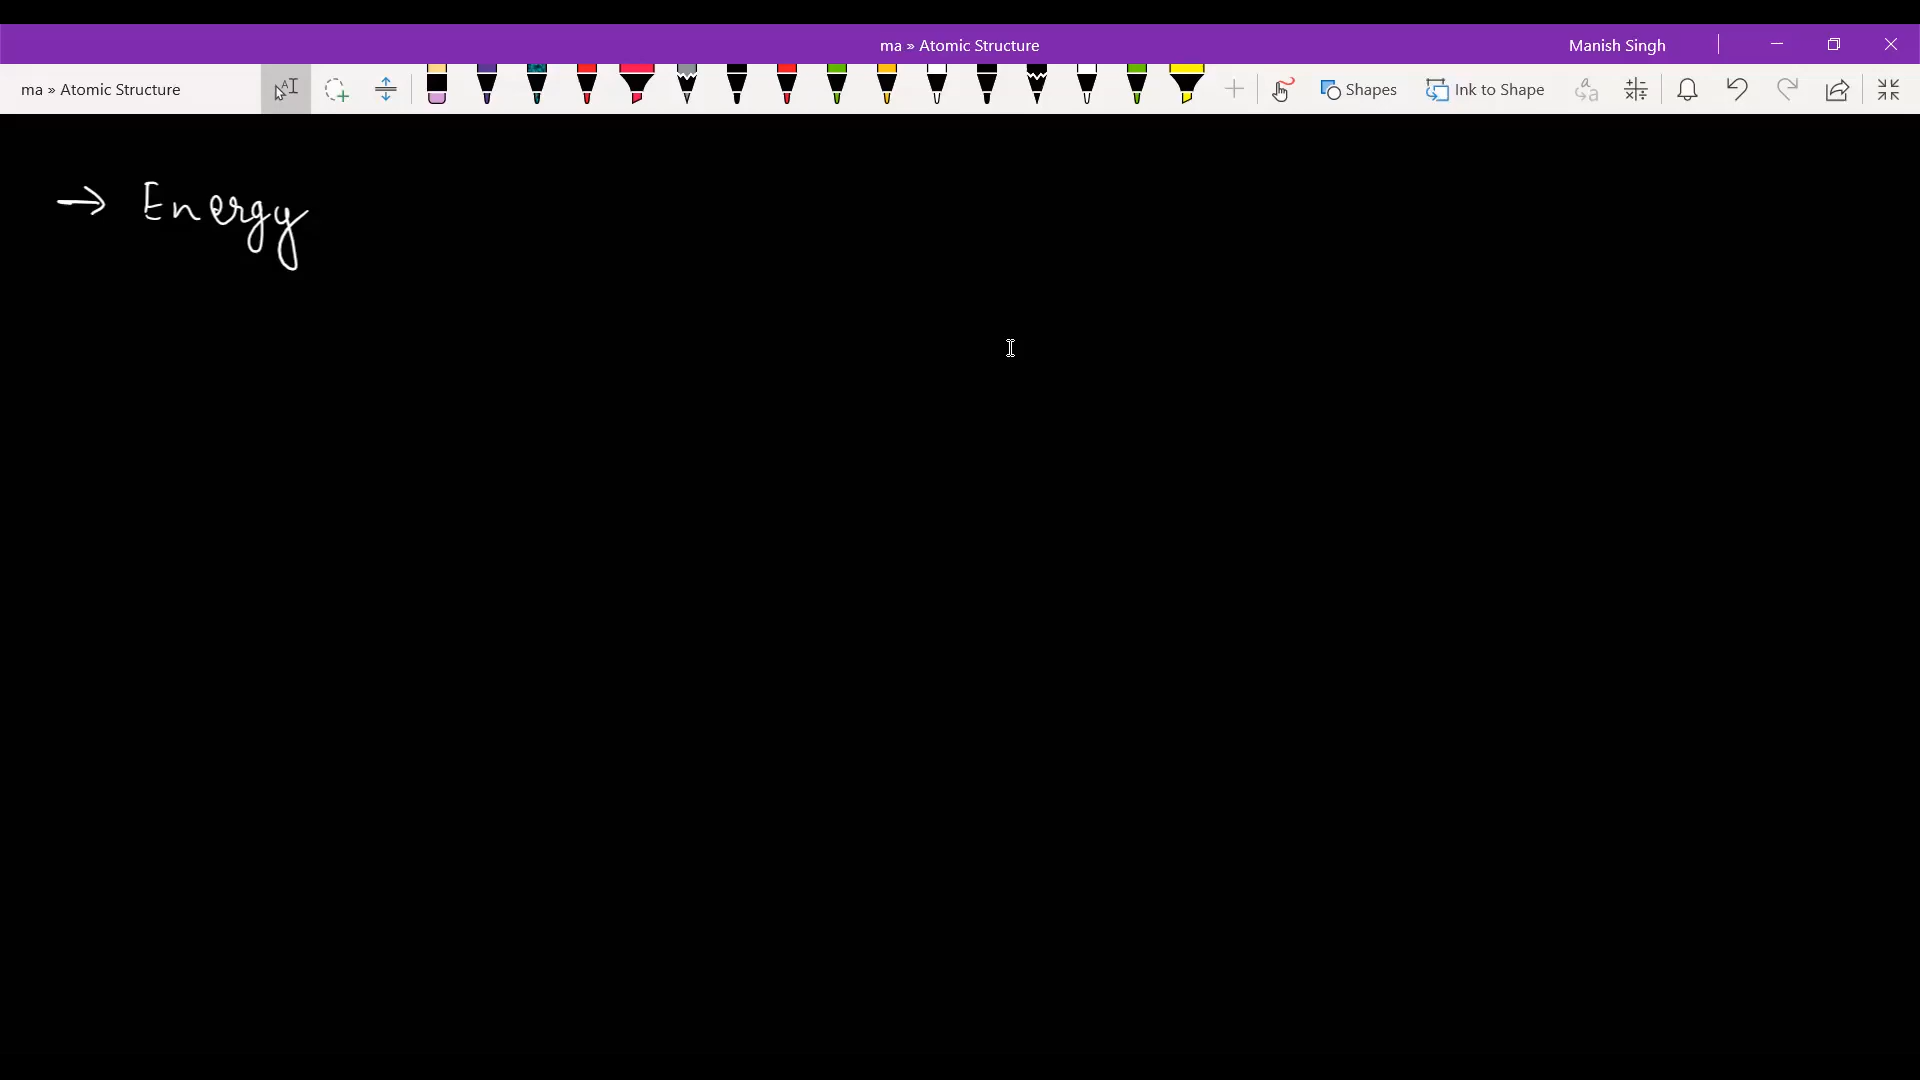 ma » Atomic Structure
Manish Singh
ma » Atomic Structure
Shapes
Ink to Shape
→ Energy